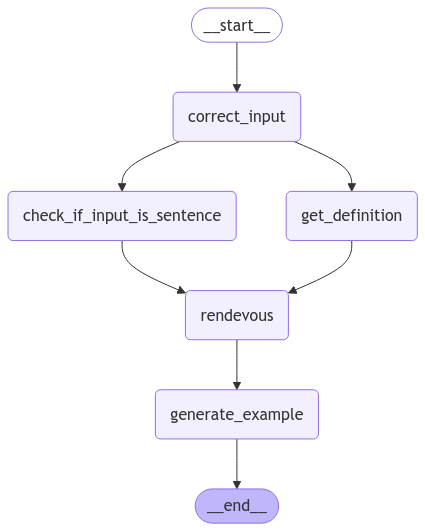 __start__
correct_input
check_if_input_is_sentence
get_definition
rendevous
generate_example
__end__